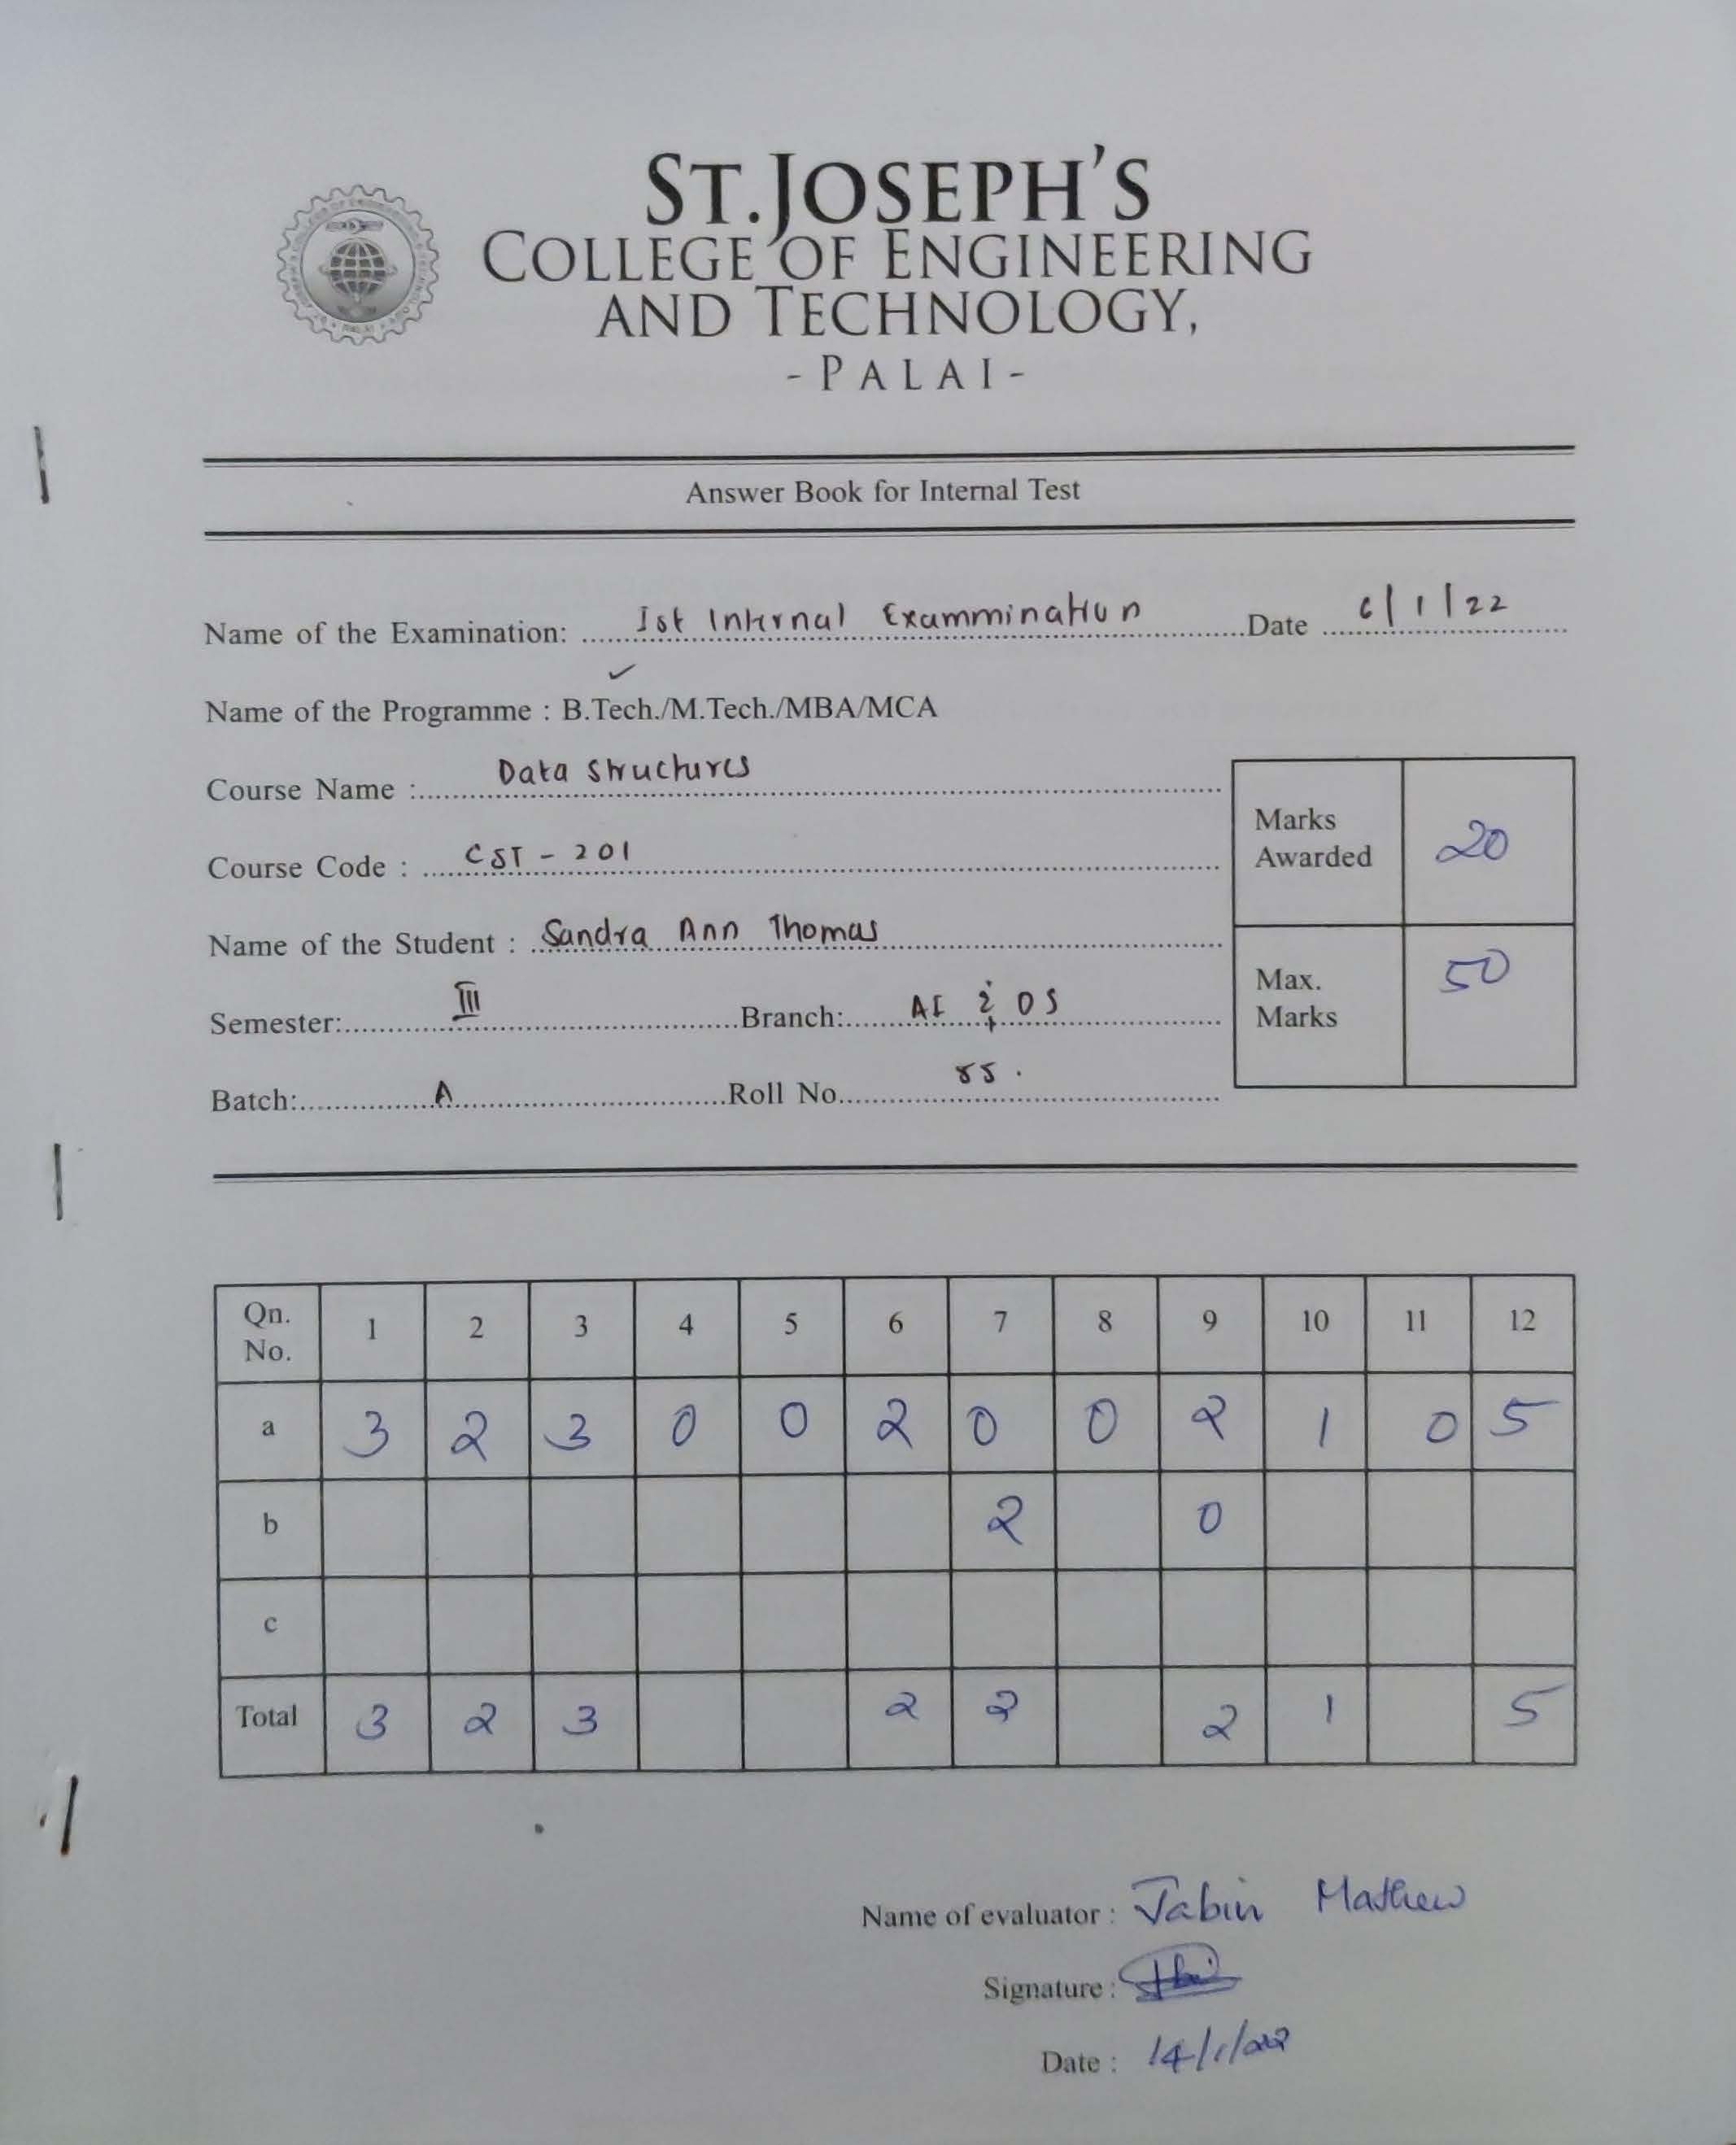 ST.JOSEPH'S
COLLEGE OF ENGINEERING
AND TECHNOLOGY,
- PALAI -
Answer Book for Internal Test
Name of the Examination: Ist Internal Exammination Date 6/1/22
✓
Name of the Programme : B.Tech./M.Tech./MBA/MCA
Course Name : Data Structures
Course Code : CST - 201
Name of the Student : Sandra Ann Thomas
Semester: III Branch: AI & DS
Batch: A Roll No. 55.
Marks Awarded 20
Max. Marks 50
Qn. No. 1 2 3 4 5 6 7 8 9 10 11 12
a 3 2 3 0 0 2 0 0 2 1 0 5
b 2 0
c
Total 3 2 3 2 2 2 1 5
Name of evaluator : Jabin Mathew
Signature :
Date : 14/1/22